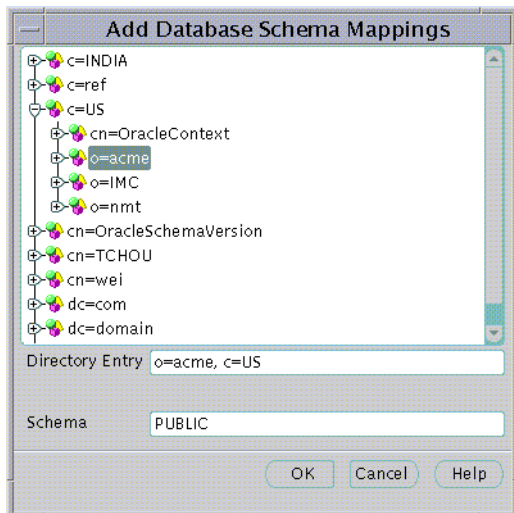 Add Database Schema Mappings
c=INDIA
c=ref
c=US
cn=OracleContext
o=acme
o=IMC
o=nmt
cn=OracleSchemaVersion
cn=TCHOU
cn=wei
dc=com
dc=domain
Directory Entry o=acme, c=US
Schema PUBLIC
OK Cancel Help